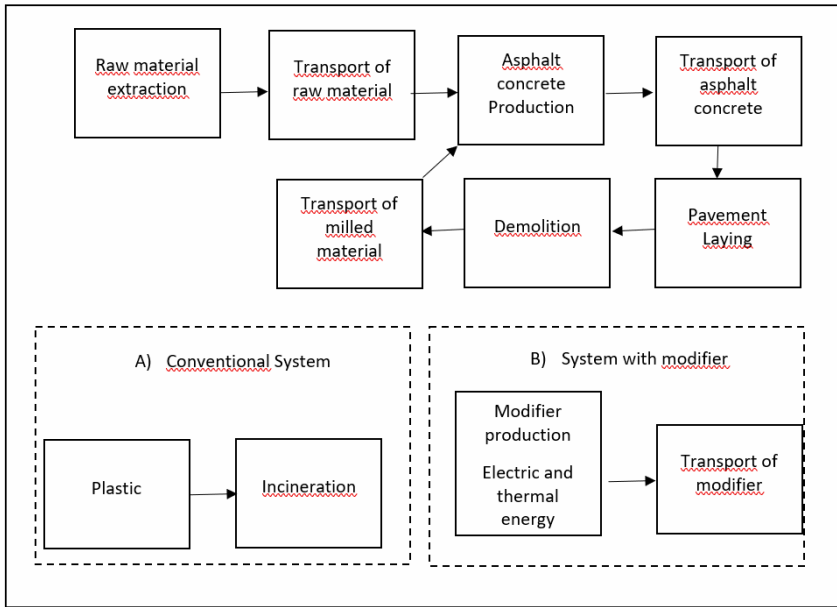 Raw material
extraction
Transport of
raw material
Asphalt
concrete
Production
Transport of
asphalt
concrete
Transport of
milled
material
Demolition
Pavement
Laying
A) Conventional System
Plastic
Incineration
B) System with modifier
Modifier
production
Electric and
thermal
energy
Transport of
modifier